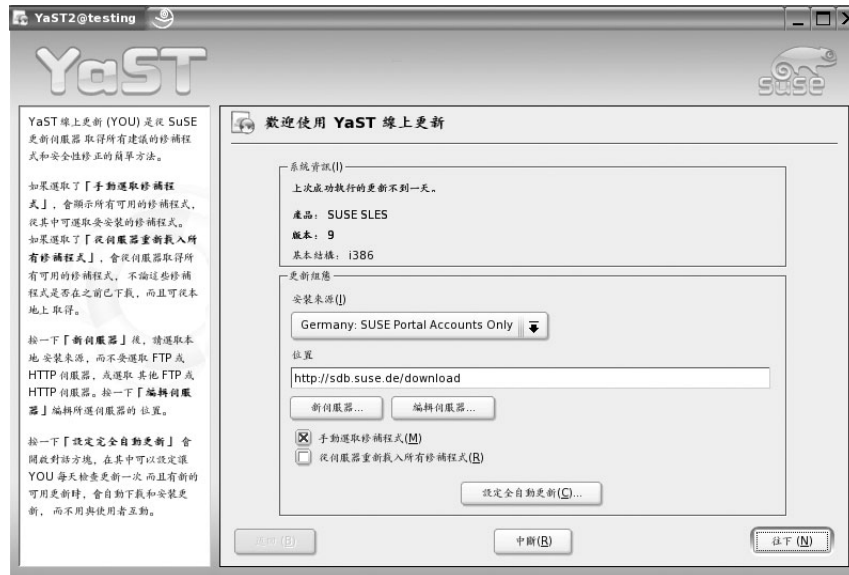 YaST2@testing
YaST
suse
YaST 線上更新 (YOU) 是從 SuSE
更新伺服器 取得所有建議的修補程
式和安全性修正的簡單方法。
如果選取了「手動選取修補程
式」, 會顯示所有可用的修補程式,
從其中可選取要安裝的修補程式。
如果選取了「從伺服器重新載入所
有修補程式」, 會從伺服器取得所
有可用的修補程式, 不論這些修補
程式是否在之前已下載, 而且可從本
地上 取得。
按一下「新伺服器」後, 請選取本
地 安裝來源, 而不要選取 FTP 或
HTTP 伺服器, 或選取 其他 FTP 或
HTTP 伺服器。按一下「編輯伺服
器」編輯所選伺服器的 位置。
按一下「設定完全自動更新」 會
開啟對話方塊, 在其中可以設定讓
YOU 每天檢查更新一次 而且有新的
可用更新時, 會自動下載和安裝更
新, 而不用與使用者互動。
歡迎使用 YaST 線上更新
系統資訊(I)
上次成功執行的更新不到一天。
產品: SUSE SLES
版本: 9
基本結構: i386
更新組態
安裝來源(I)
Germany: SUSE Portal Accounts Only
位置
http://sdb.suse.de/download
新伺服器... 編輯伺服器...
手動選取修補程式(M)
從伺服器重新載入所有修補程式(R)
設定全自動更新(C)...
(B) 中斷(R) 往下 (N)